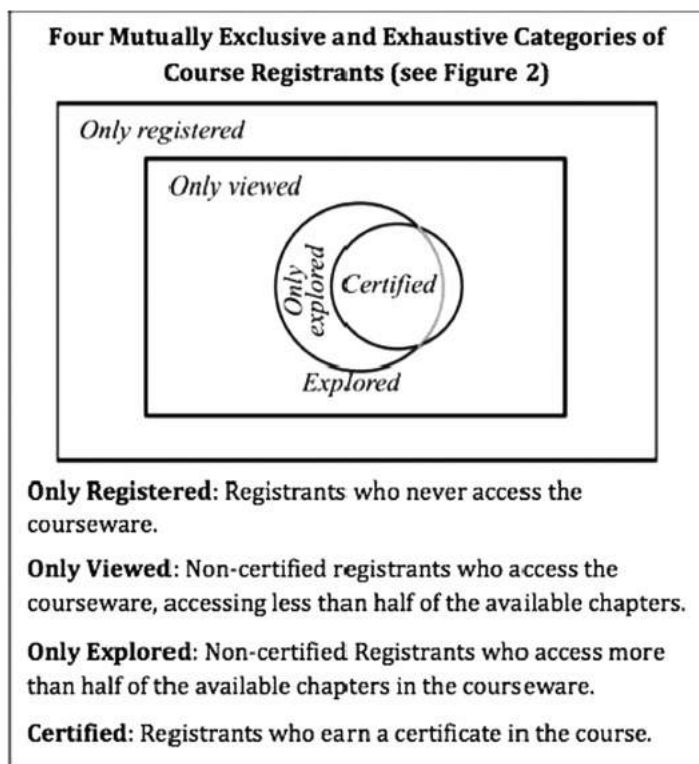 Four Mutually Exclusive and Exhaustive Categories of
Course Registrants (see Figure 2)
Only registered
Only viewed
Only
explored
Certified
Explored
Only Registered: Registrants who never access the
courseware.
Only Viewed: Non-certified registrants who access the
courseware, accessing less than half of the available chapters.
Only Explored: Non-certified Registrants who access more
than half of the available chapters in the courseware.
Certified: Registrants who earn a certificate in the course.